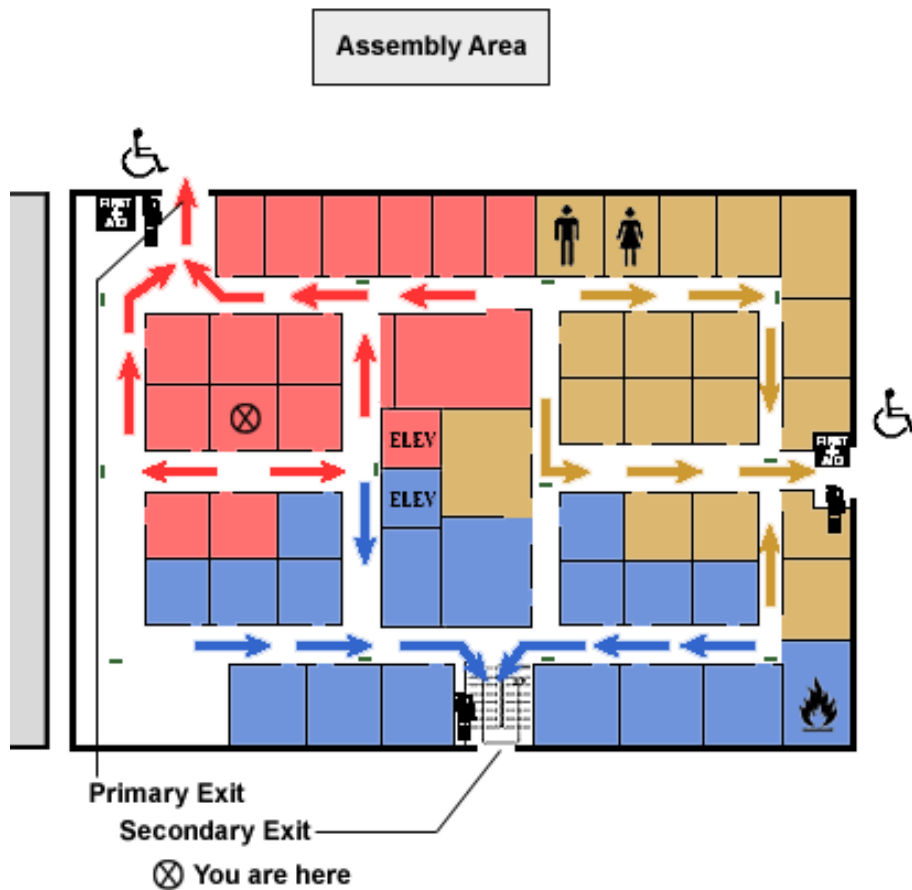 Assembly Area
FIRST
AID
ELEV
FIRST
AID
ELEV
Primary Exit
Secondary Exit
You are here